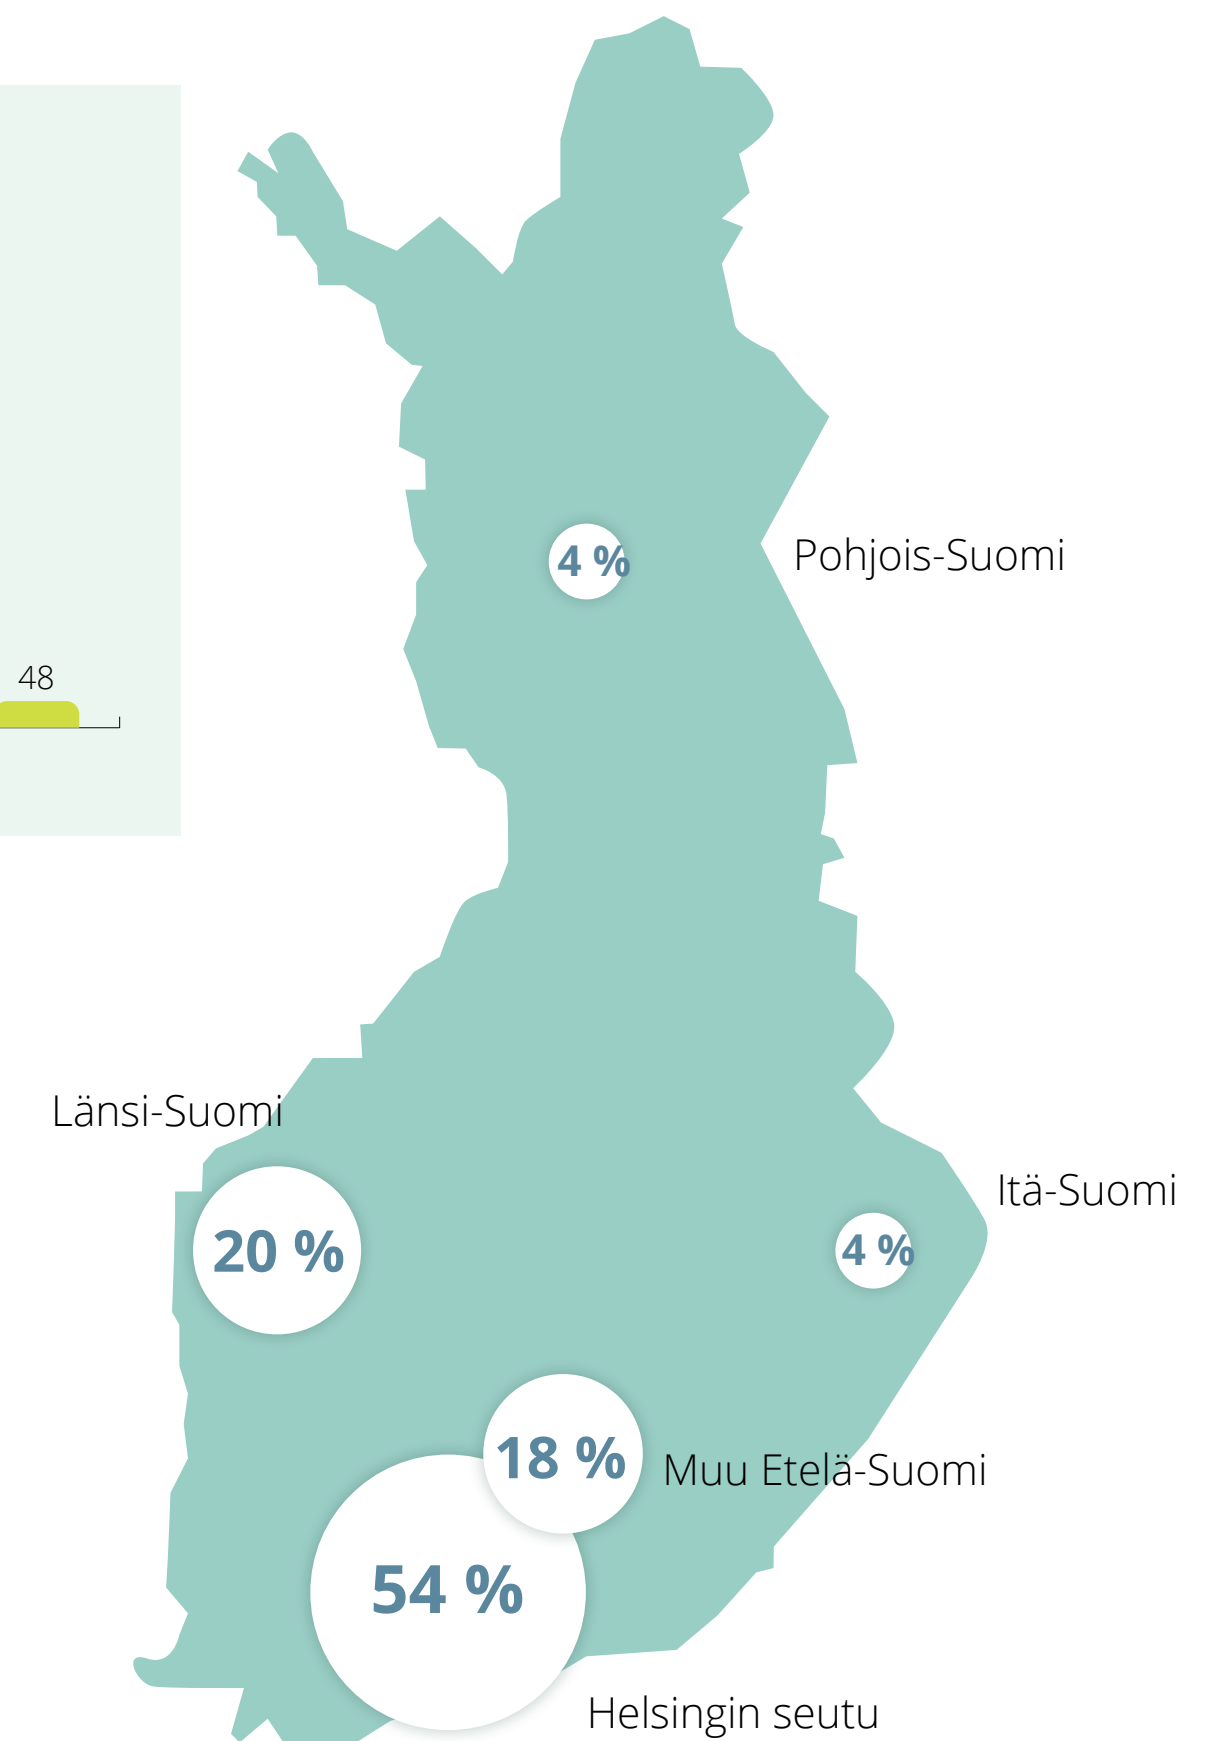 4 %
Pohjois-Suomi
48
Länsi-Suomi
Itä-Suomi
20 %
4 %
18 %
Muu Etelä-Suomi
54 %
Helsingin seutu